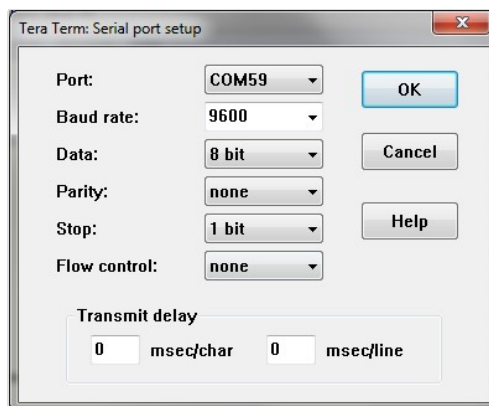 Tera Term: Serial port setup
Port: COM59
OK
Baud rate: 9600
Data: 8 bit
Cancel
Parity: none
Stop: 1 bit
Help
Flow control: none
Transmit delay
0 msec/char 0 msec/line